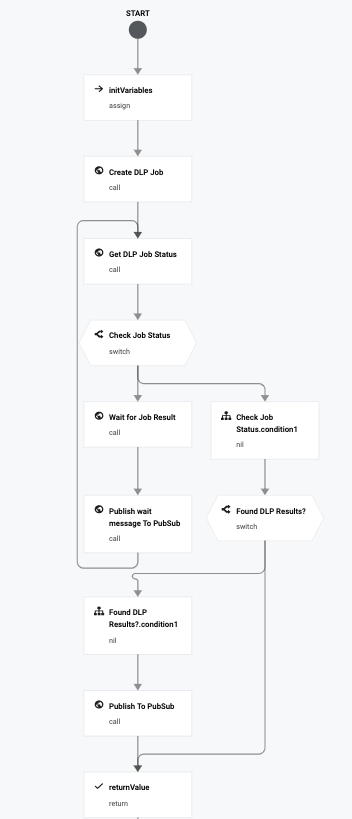 START
initVariables
assign
Create DLP Job
call
Get DLP Job Status
call
Check Job Status
switch
Wait for Job Result
call
Check Job
Status.condition1
nil
Publish wait
message To PubSub
call
Found DLP Results?
switch
Found DLP
Results?.condition1
nil
Publish To PubSub
call
returnValue
return